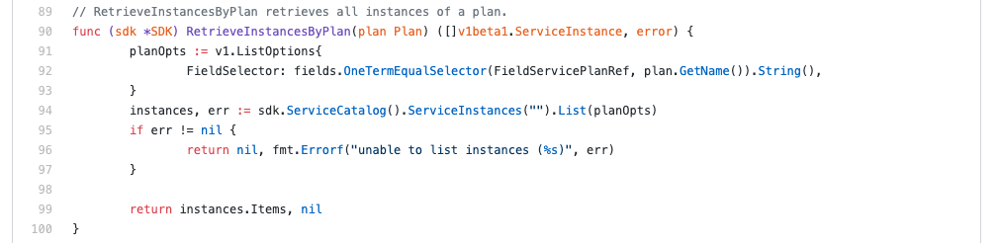 89 // RetrieveInstancesByPlan retrieves all instances of a plan.
90 func (sdk *SDK) RetrieveInstancesByPlan(plan Plan) ([]v1beta1.ServiceInstance, error) {
91 planOpts := v1.ListOptions{
92 FieldSelector: fields.OneTermEqualSelector(FieldServicePlanRef, plan.GetName()).String(),
93 }
94 instances, err := sdk.ServiceCatalog().ServiceInstances("").List(planOpts)
95 if err != nil {
96 return nil, fmt.Errorf("unable to list instances (%s)", err)
97 }
98
99 return instances.Items, nil
100 }